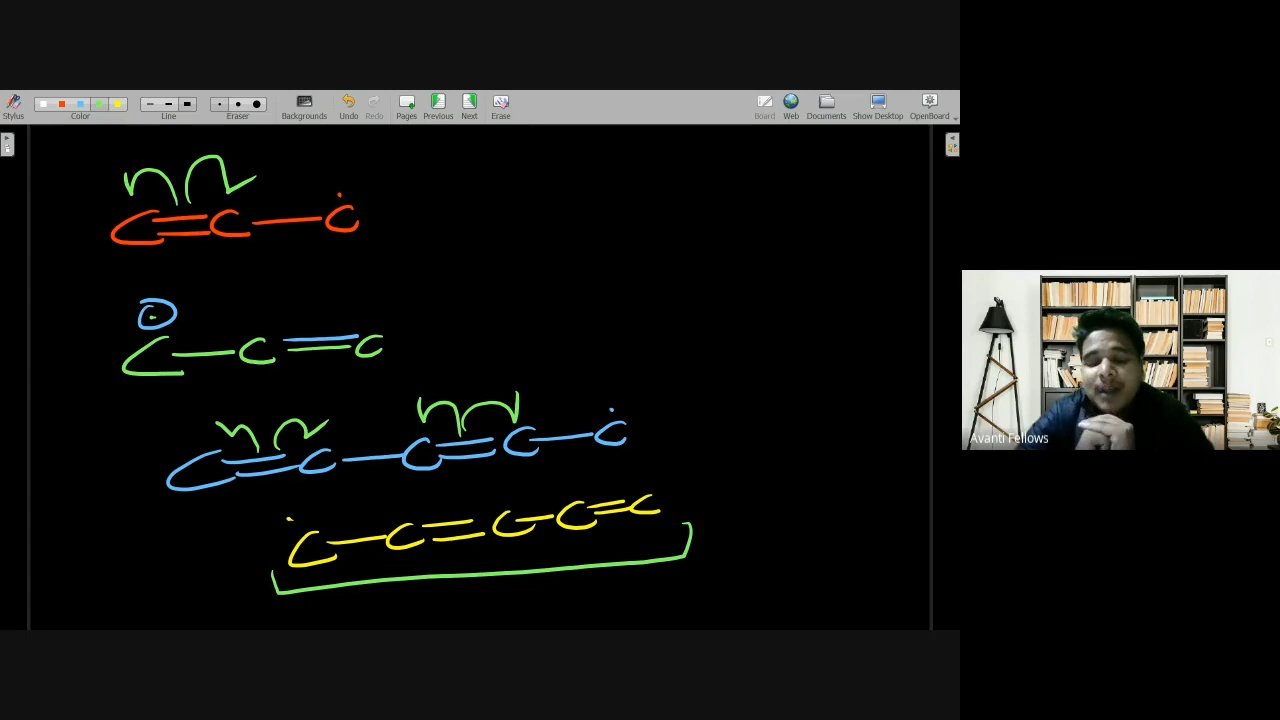 Stylus Color Line Eraser Backgrounds Undo Redo Pages Previous Next Erase Board Web Documents Show Desktop OpenBoard
C=C-Ċ
Ċ-C=C
C=C-C=C-Ċ
Ċ-C=C-C-C=C
Avanti Fellows